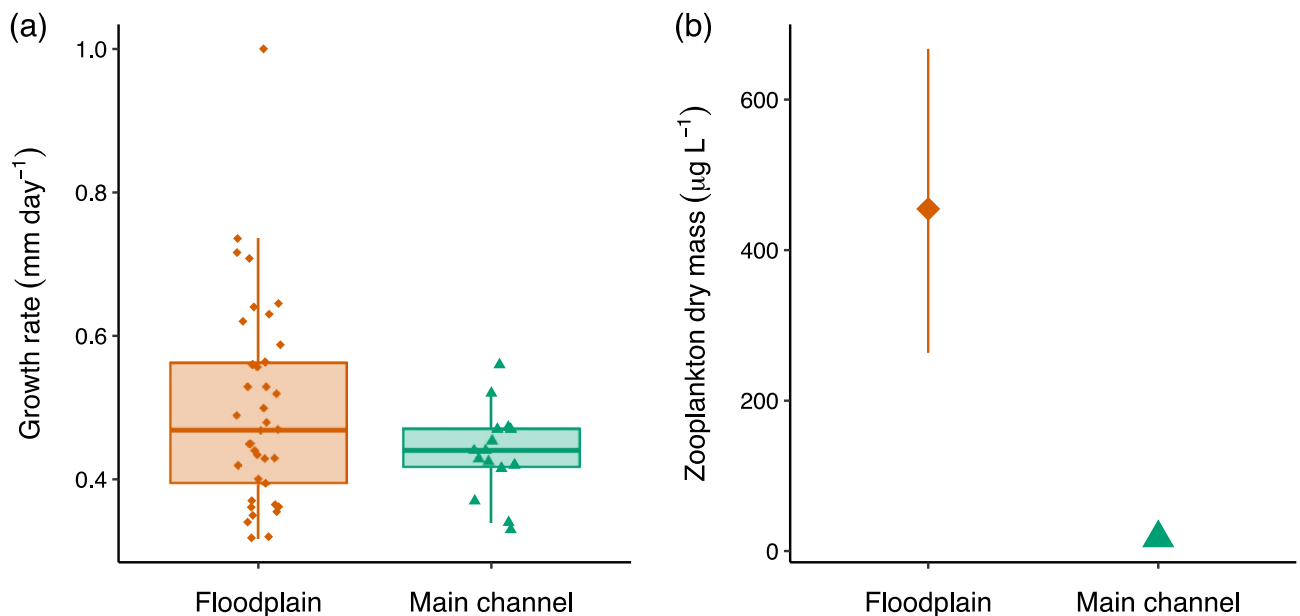 (a)
Growth rate (mm day⁻¹)
1.0
0.8
0.6
0.4
Floodplain
Main channel
(b)
Zooplankton dry mass (μg L⁻¹)
600
400
200
0
Floodplain
Main channel